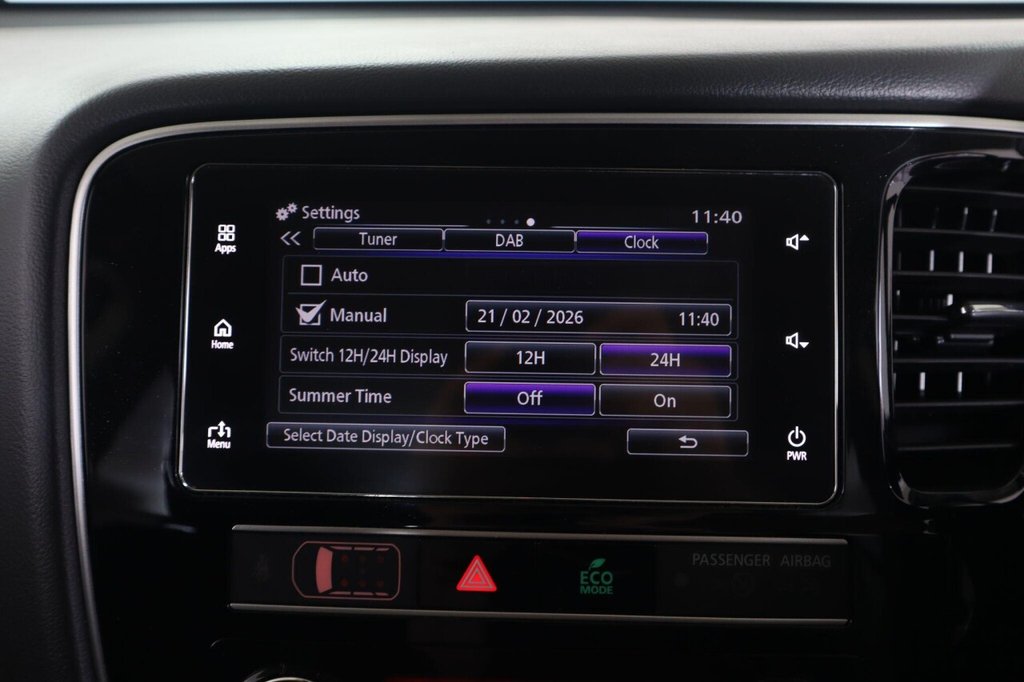 Settings 11:40
Tuner DAB Clock
Apps
Auto
Manual 21 / 02 / 2026 11:40
Home
Switch 12H/24H Display 12H 24H
Summer Time Off On
Menu
Select Date Display/Clock Type
PWR
PASSENGER AIRBAG
ECO
MODE